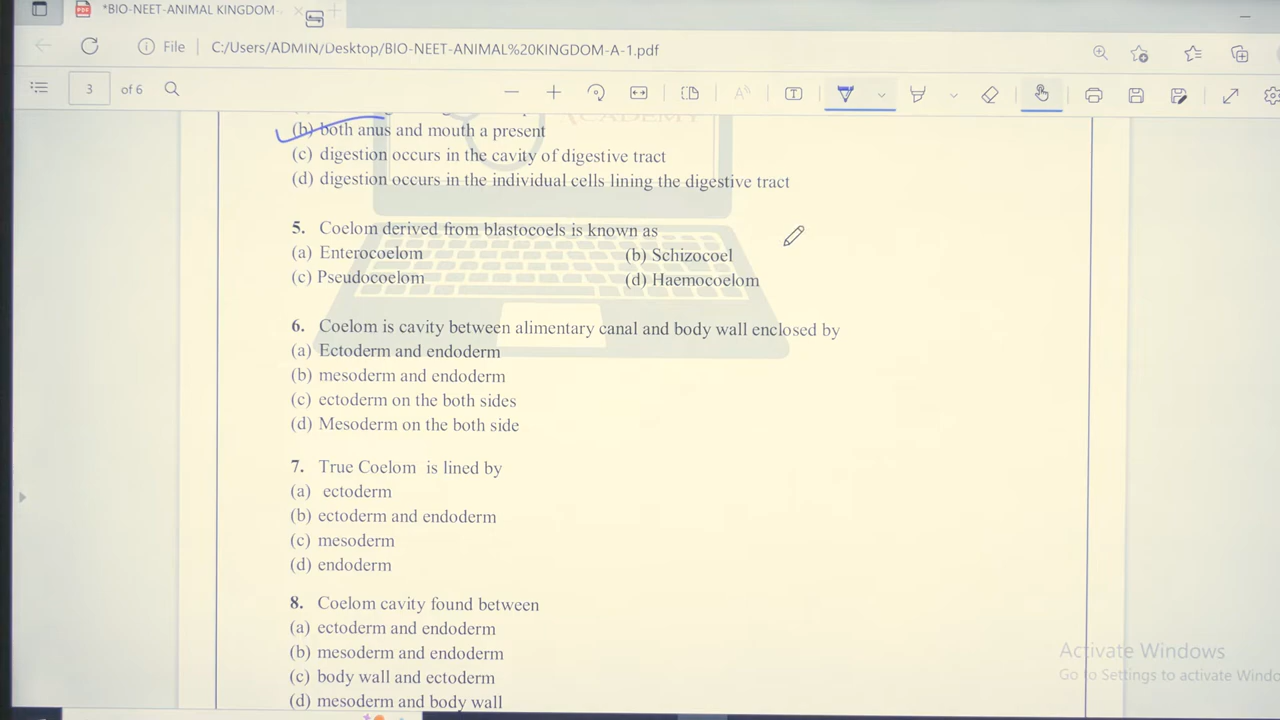 *BIO-NEET-ANIMAL KINGDOM
File C:/Users/ADMIN/Desktop/BIO-NEET-ANIMAL%20KINGDOM-A-1.pdf
3 of 6
ACADEMY
(b) both anus and mouth a present
(c) digestion occurs in the cavity of digestive tract
(d) digestion occurs in the individual cells lining the digestive tract
5. Coelom derived from blastocoels is known as
(a) Enterocoelom (b) Schizocoel
(c) Pseudocoelom (d) Haemocoelom
6. Coelom is cavity between alimentary canal and body wall enclosed by
(a) Ectoderm and endoderm
(b) mesoderm and endoderm
(c) ectoderm on the both sides
(d) Mesoderm on the both side
7. True Coelom is lined by
(a) ectoderm
(b) ectoderm and endoderm
(c) mesoderm
(d) endoderm
8. Coelom cavity found between
(a) ectoderm and endoderm
(b) mesoderm and endoderm
(c) body wall and ectoderm
(d) mesoderm and body wall
Activate Windows
Go to Settings to activate Windo